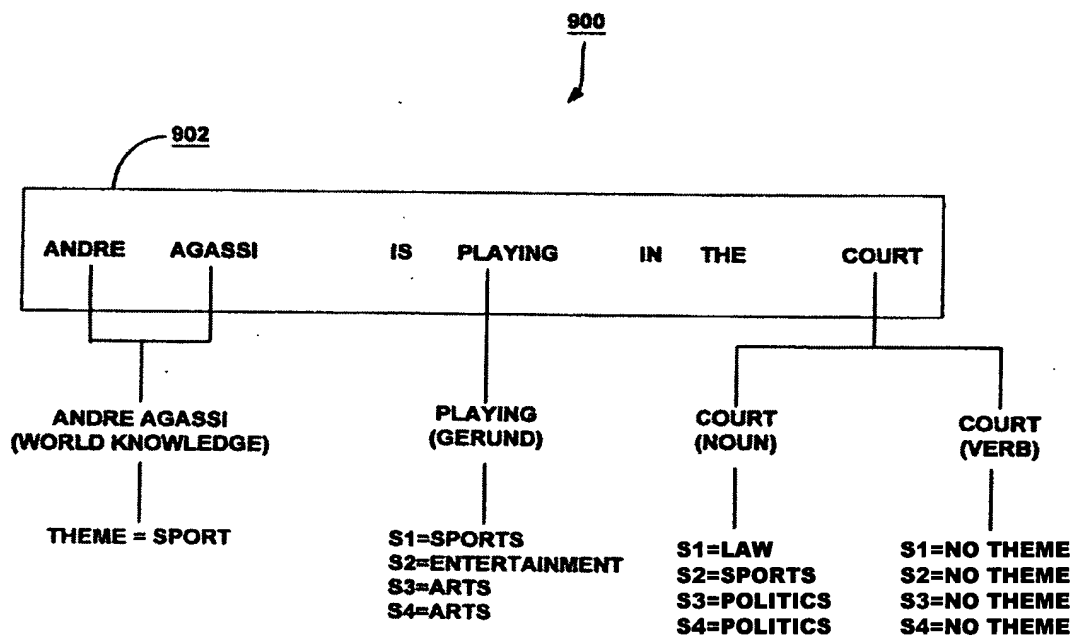 900
902
ANDRE AGASSI IS PLAYING IN THE COURT
ANDRE AGASSI
(WORLD KNOWLEDGE)
THEME = SPORT
PLAYING
(GERUND)
S1=SPORTS
S2=ENTERTAINMENT
S3=ARTS
S4=ARTS
COURT
(NOUN)
S1=LAW
S2=SPORTS
S3=POLITICS
S4=POLITICS
COURT
(VERB)
S1=NO THEME
S2=NO THEME
S3=NO THEME
S4=NO THEME